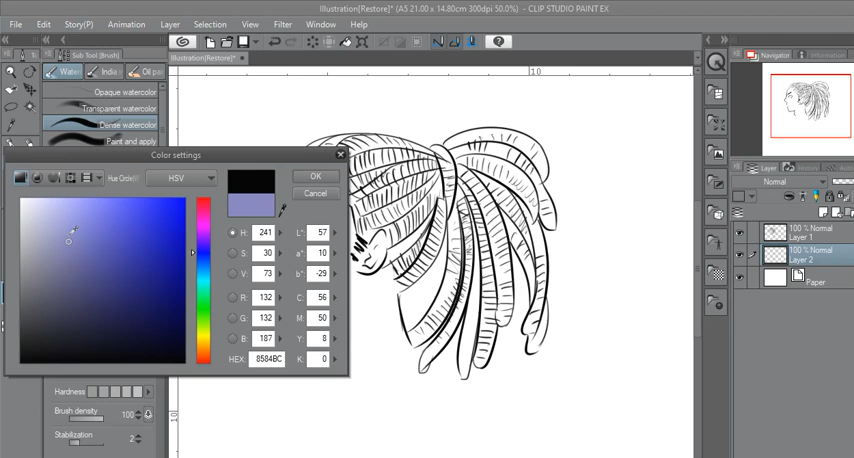 Illustration[Restore]* (A5 21.00 x 14.80cm 300dpi 50.0%) - CLIP STUDIO PAINT EX
File Edit Story(P) Animation Layer Selection View Filter Window Help
Sub Tool [Brush] Illustration[Restore]* Navigator Information
Water India Oil pai
10
Opaque watercolor
Transparent watercolor
Dense watercolor
Paint and apply
Color settings
HSV OK
Cancel
H: 241 L*: 57
S: 30 a*: 10
V: 73 b*: -29
R: 132 C: 56
G: 132 M: 50
B: 187 Y: 8
HEX: 8584BC K: 0
Layer
Normal
100 % Normal
Layer 1
100 % Normal
Layer 2
Paper
Hardness
Brush density 100
Stabilization 2
10